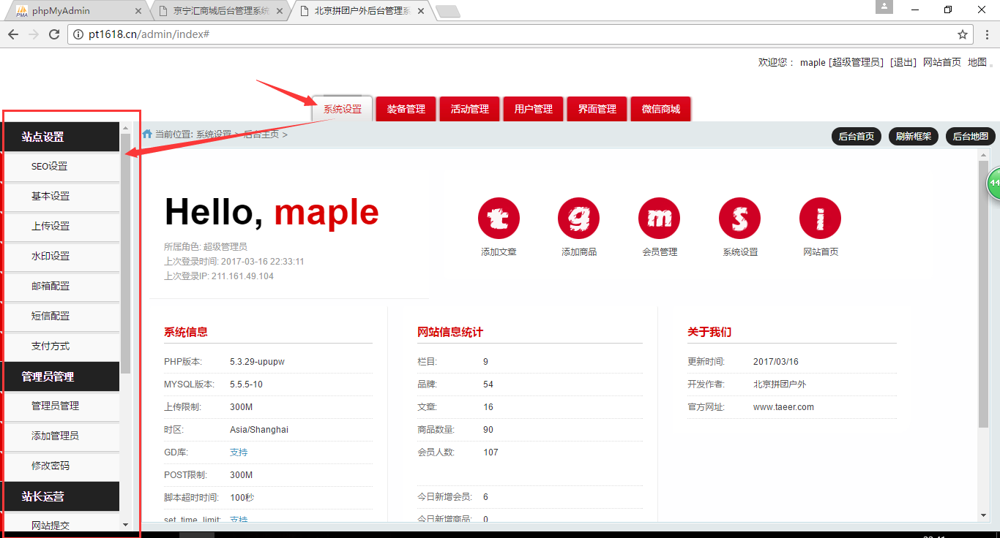 phpMyAdmin
京宁汇商城后台管理系统
北京拼团户外后台管理系
pt1618.cn/admin/index#
欢迎您： maple [超级管理员] [退出] 网站首页 地图
系统设置 装备管理 活动管理 用户管理 界面管理 微信商城
当前位置: 系统设置 > 后台主页 >
后台首页 刷新框架 后台地图
站点设置
SEO设置
基本设置
上传设置
水印设置
邮箱配置
短信配置
支付方式
管理员管理
管理员管理
添加管理员
修改密码
站长运营
网站提交
Hello, maple
所属角色: 超级管理员
上次登录时间: 2017-03-16 22:33:11
上次登录IP: 211.161.49.104
t g m s i
添加文章 添加商品 会员管理 系统设置 网站首页
44
系统信息
PHP版本: 5.3.29-upupw
MYSQL版本: 5.5.5-10
上传限制: 300M
时区: Asia/Shanghai
GD库: 支持
POST限制: 300M
脚本超时时间: 100秒
set_time_limit: 支持
网站信息统计
栏目: 9
品牌: 54
文章: 16
商品数量: 90
会员人数: 107
今日新增会员: 6
今日新增商品: 0
关于我们
更新时间: 2017/03/16
开发作者: 北京拼团户外
官方网址: www.taeer.com